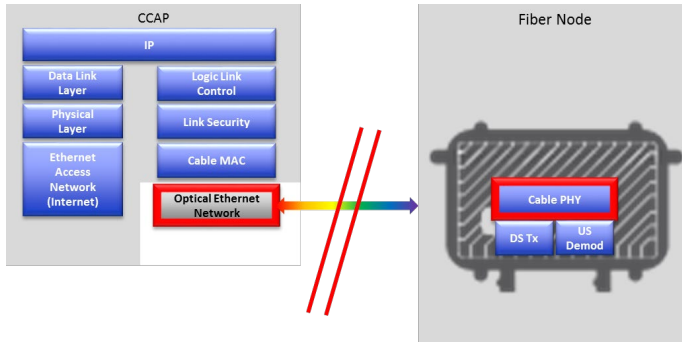 CCAP
IP
Data Link
Layer
Logic Link
Control
Physical
Layer
Link Security
Ethernet
Access
Network
(Internet)
Cable MAC
Optical Ethernet
Network
Fiber Node
Cable PHY
DS Tx
US
Demod